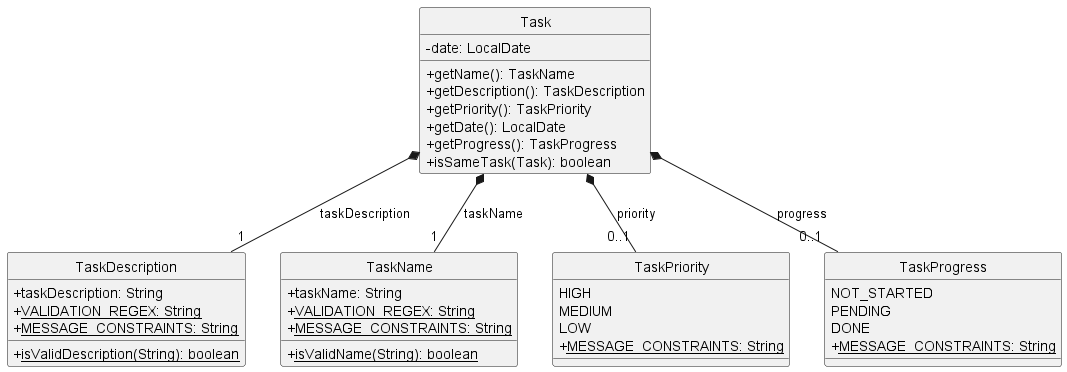 Task
-date: LocalDate
+getName(): TaskName
+getDescription(): TaskDescription
+getPriority(): TaskPriority
+getDate(): LocalDate
+getProgress(): TaskProgress
+isSameTask(Task): boolean
taskDescription
taskName
priority
progress
1
1
0..1
0..1
TaskDescription
+taskDescription: String
+VALIDATION_REGEX: String
+MESSAGE_CONSTRAINTS: String
+isValidDescription(String): boolean
TaskName
+taskName: String
+VALIDATION_REGEX: String
+MESSAGE_CONSTRAINTS: String
+isValidName(String): boolean
TaskPriority
HIGH
MEDIUM
LOW
+MESSAGE_CONSTRAINTS: String
TaskProgress
NOT_STARTED
PENDING
DONE
+MESSAGE_CONSTRAINTS: String